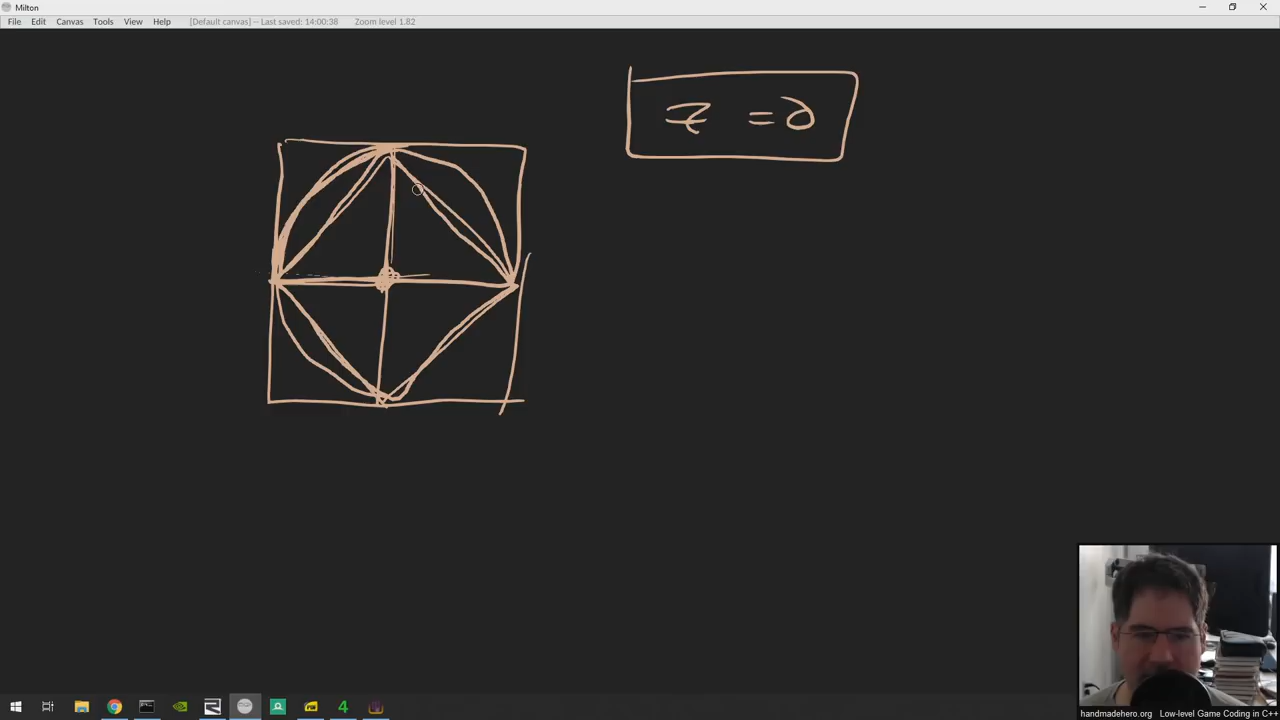 Milton
File Edit Canvas Tools View Help [Default canvas] -- Last saved: 14:00:38 Zoom level 1.82
z = 0
handmadehero.org Low-level Game Coding in C++